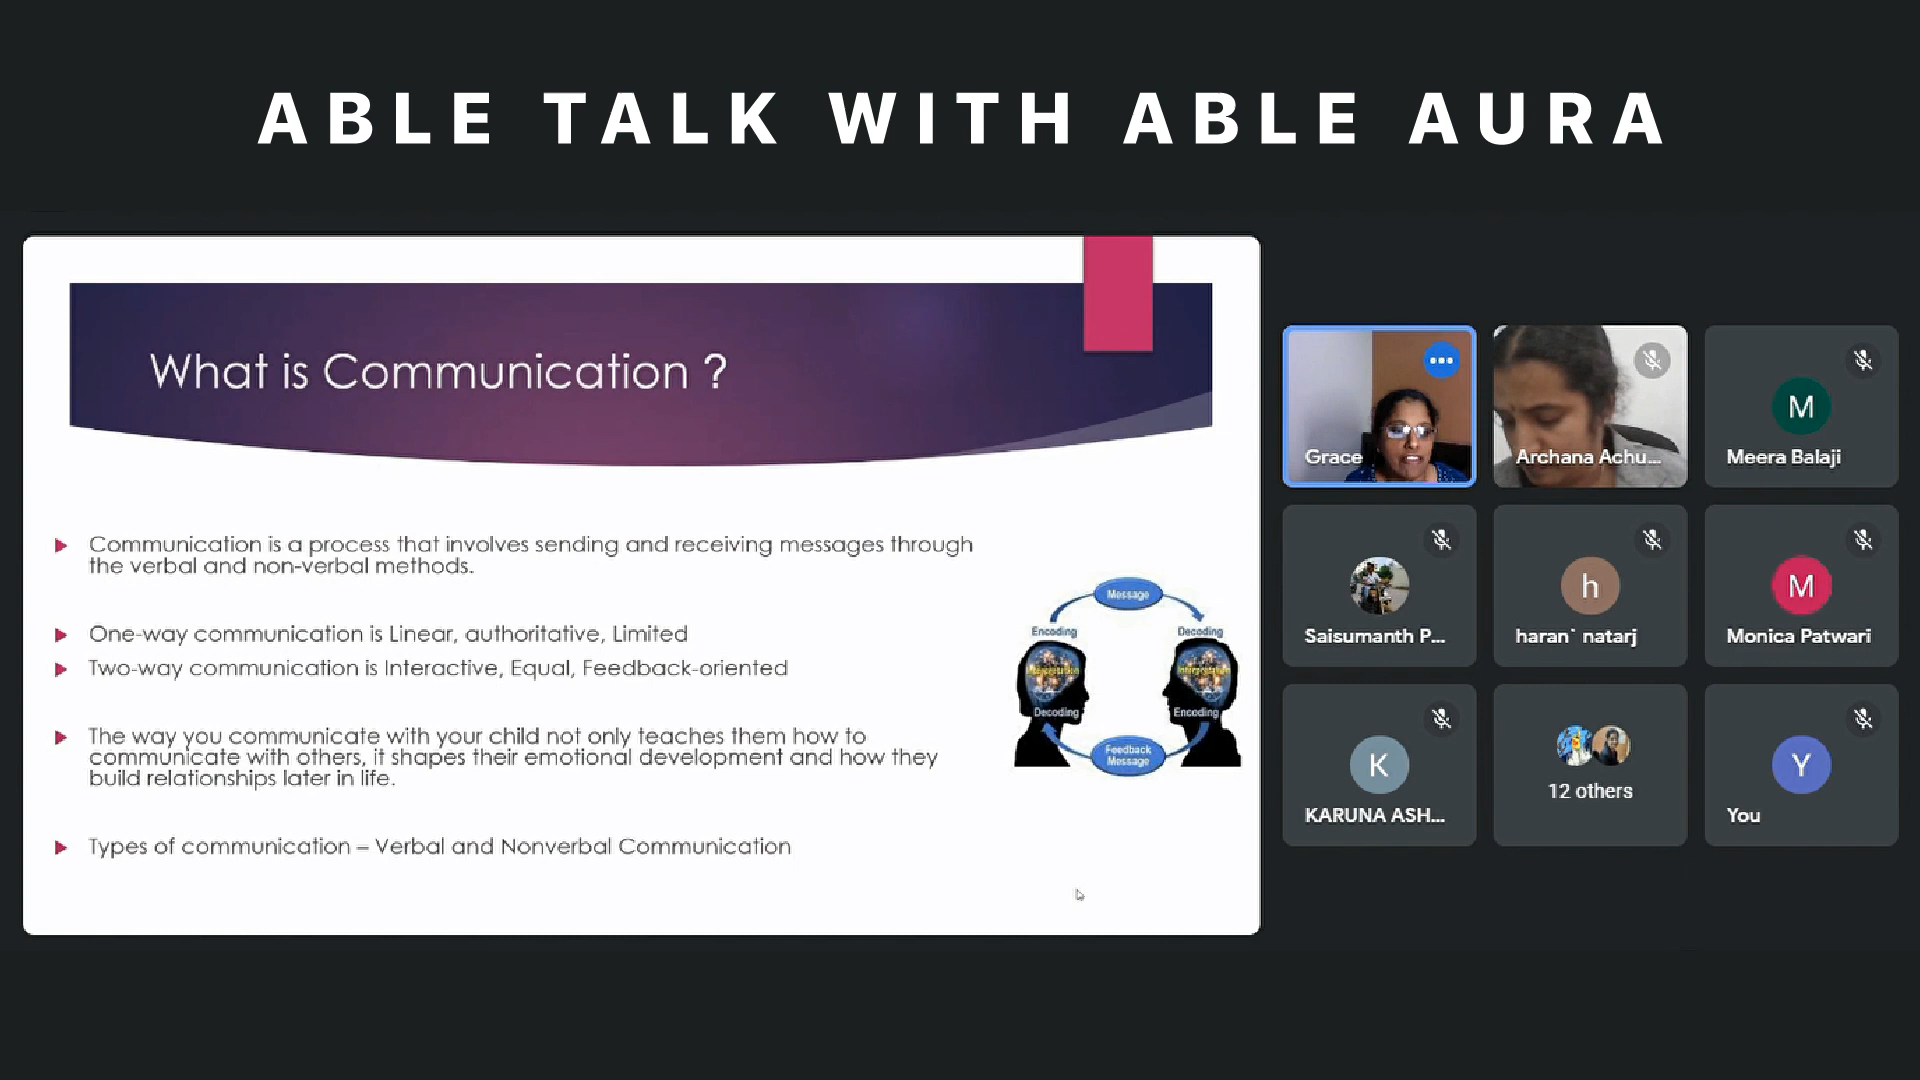 ABLE TALK WITH ABLE AURA
What is Communication ?
Communication is a process that involves sending and receiving messages through
the verbal and non-verbal methods.
One-way communication is Linear, authoritative, Limited
Two-way communication is Interactive, Equal, Feedback-oriented
The way you communicate with your child not only teaches them how to
communicate with others, it shapes their emotional development and how they
build relationships later in life.
Types of communication – Verbal and Nonverbal Communication
Message
Encoding
Decoding
Decoding
Encoding
Feedback
Message
Grace
Archana Achu...
M
Meera Balaji
Saisumanth P...
h
haran` natarj
M
Monica Patwari
K
KARUNA ASH...
12 others
Y
You